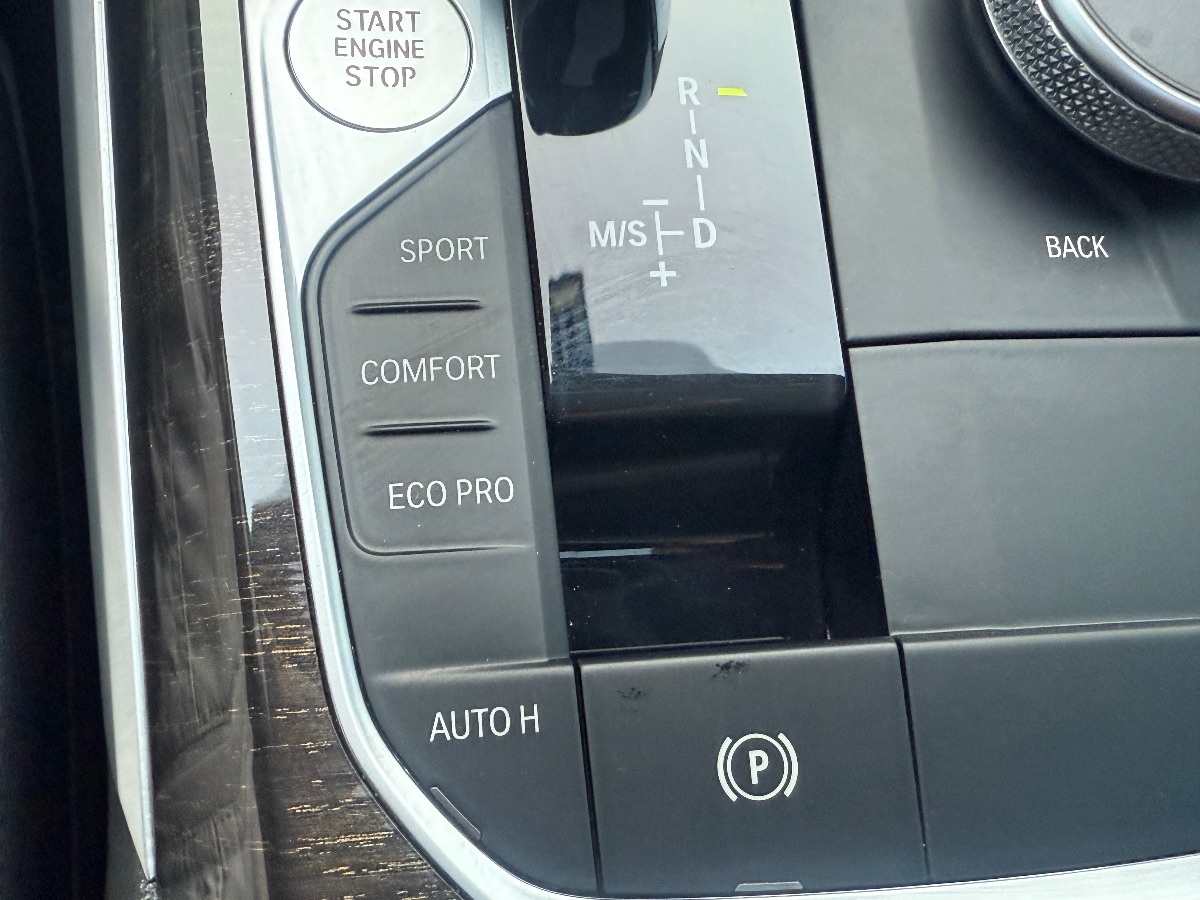 START
ENGINE
STOP
R
N
M/S D
+
SPORT
BACK
COMFORT
ECO PRO
AUTO H
P